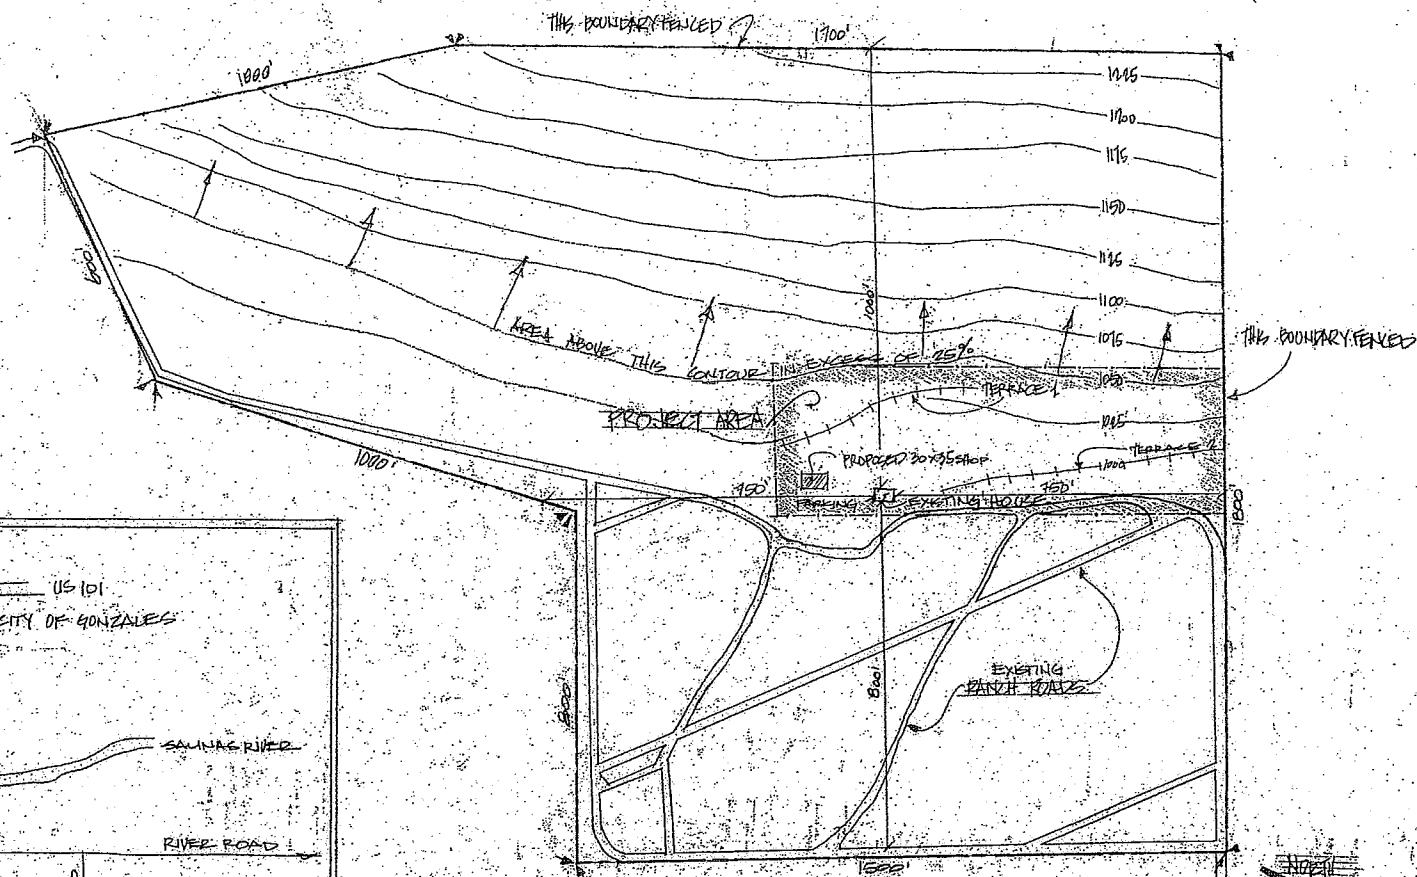 THIS BOUNDARY FENCED
1700'
1000'
1225
1200
1175
1150
1125
1100
1075
1050
1025'
1000
600'
1000'
AREA ABOVE THIS CONTOUR IN EXCESS OF 25%
THIS BOUNDARY FENCED
TERRACE 1
PROJECT AREA
TERRACE 2
PROPOSED 30X35 SHOP
1000'
750'
750'
PARKING
EXISTING HOUSE
1800'
US 101
CITY OF GONZALES
EXISTING
RANCH ROADS
800'
800'
SALINAS RIVER
RIVER ROAD
1500'
NORTH